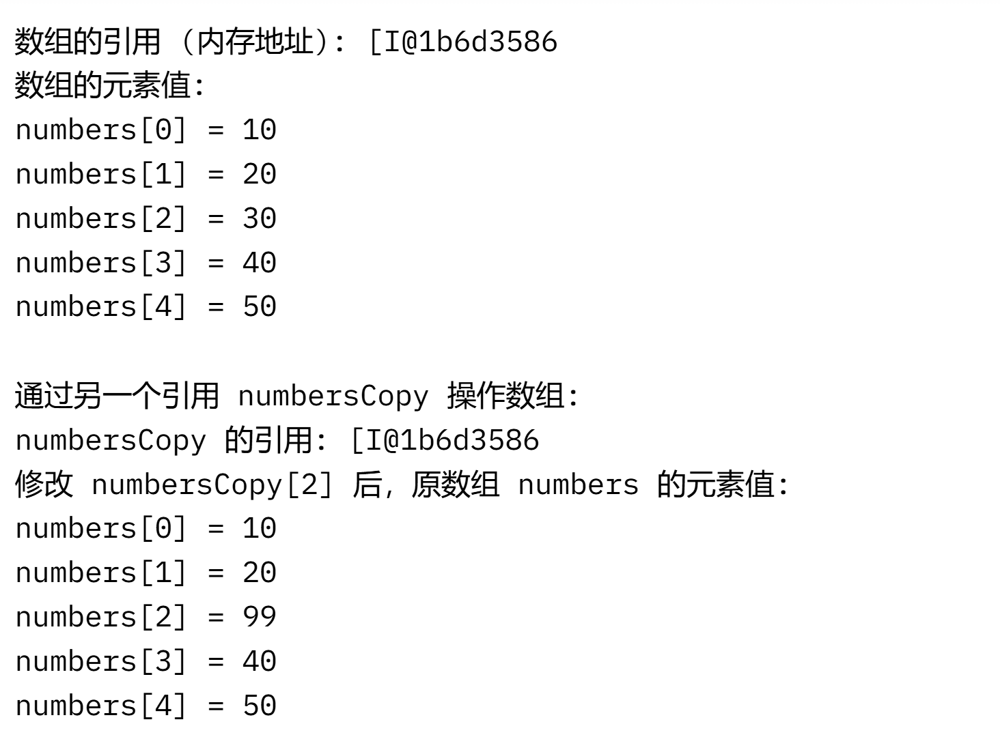 数组的引用（内存地址）: [I@1b6d3586
数组的元素值:
numbers[0] = 10
numbers[1] = 20
numbers[2] = 30
numbers[3] = 40
numbers[4] = 50
通过另一个引用 numbersCopy 操作数组:
numbersCopy 的引用: [I@1b6d3586
修改 numbersCopy[2] 后，原数组 numbers 的元素值:
numbers[0] = 10
numbers[1] = 20
numbers[2] = 99
numbers[3] = 40
numbers[4] = 50